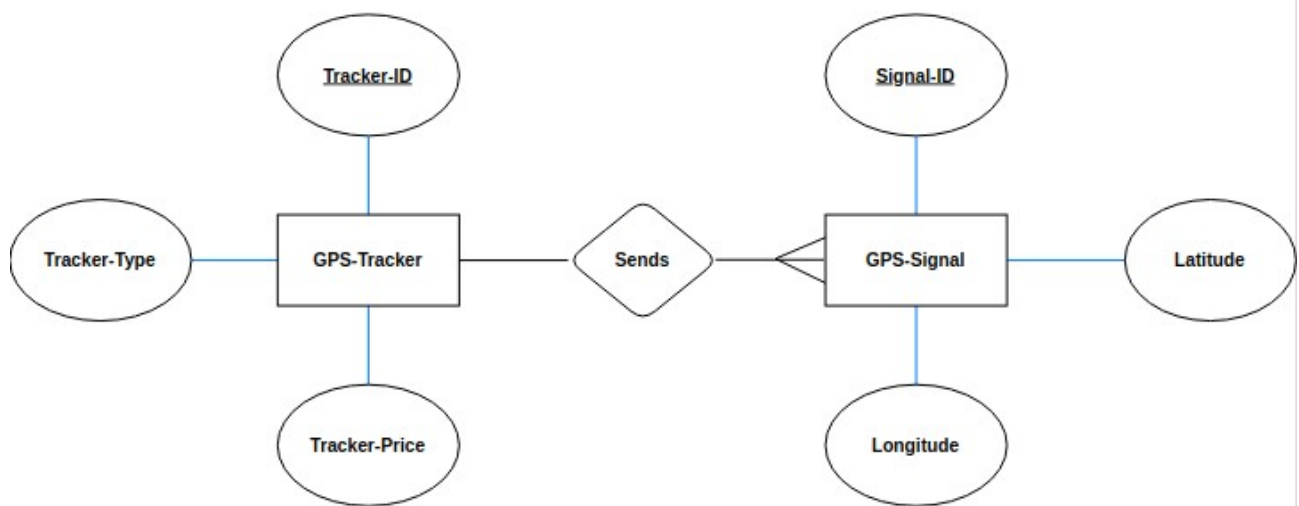 Tracker-ID
Signal-ID
Tracker-Type
GPS-Tracker
Sends
GPS-Signal
Latitude
Tracker-Price
Longitude